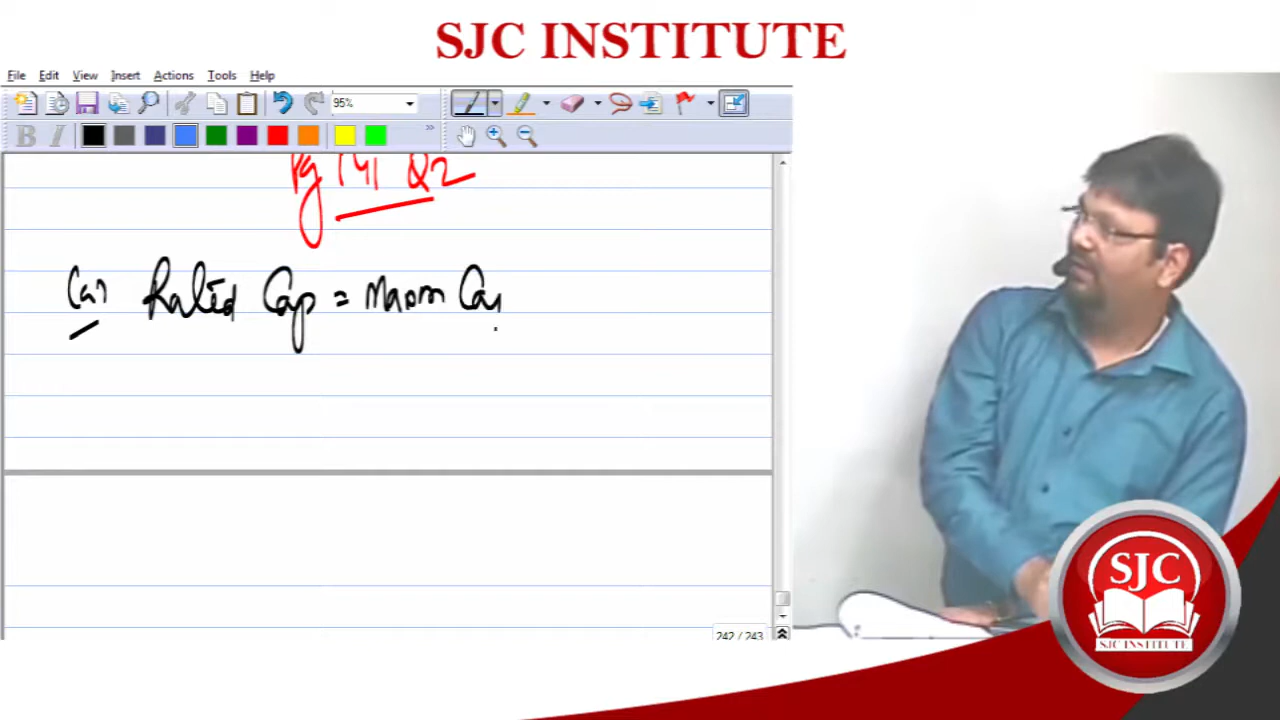 SJC INSTITUTE
File Edit View Insert Actions Tools Help
95%
B I
Pg 141 Q2
(a) Rated Cap = Maxm Cap
242 / 243
SJC
SJC INSTITUTE